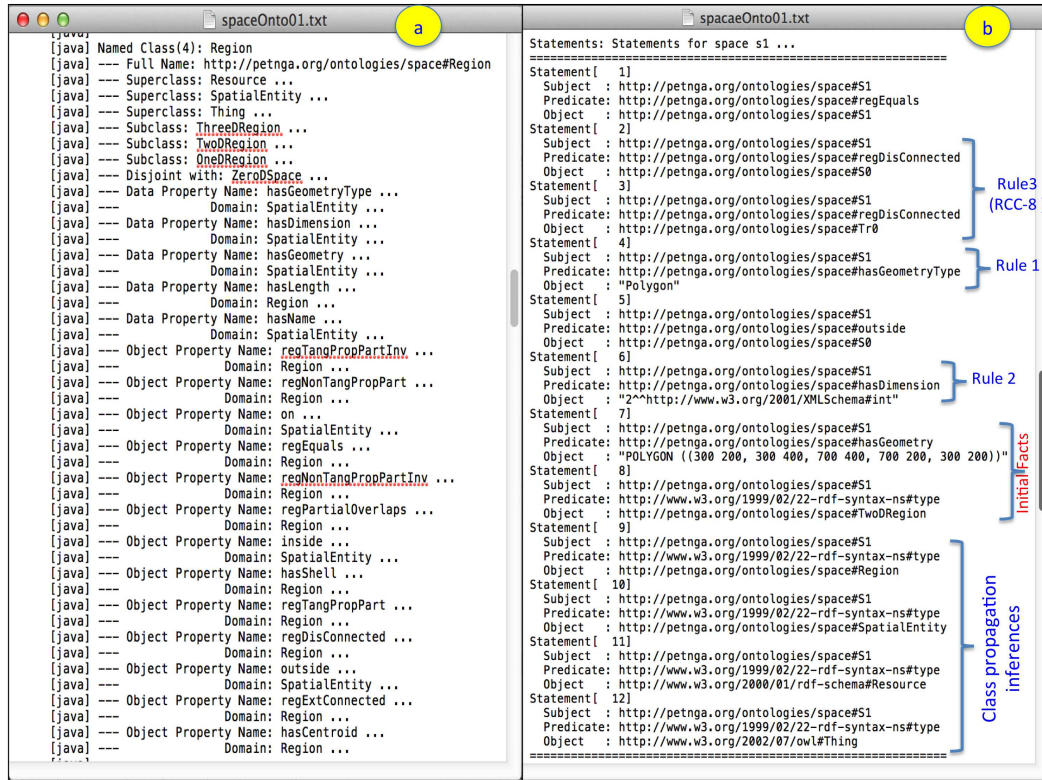 spaceOnto01.txt
a
[java]
[java] Named Class(4): Region
[java] --- Full Name: http://petnga.org/ontologies/space#Region
[java] --- Superclass: Resource ...
[java] --- Superclass: SpatialEntity ...
[java] --- Superclass: Thing ...
[java] --- Subclass: ThreeDRegion ...
[java] --- Subclass: TwoDRegion ...
[java] --- Subclass: OneDRegion ...
[java] --- Disjoint with: ZeroDSpace ...
[java] --- Data Property Name: hasGeometryType ...
[java] --- Domain: SpatialEntity ...
[java] --- Data Property Name: hasDimension ...
[java] --- Domain: SpatialEntity ...
[java] --- Data Property Name: hasGeometry ...
[java] --- Domain: SpatialEntity ...
[java] --- Data Property Name: hasLength ...
[java] --- Domain: Region ...
[java] --- Data Property Name: hasName ...
[java] --- Domain: SpatialEntity ...
[java] --- Object Property Name: regTangPropPartInv ...
[java] --- Domain: Region ...
[java] --- Object Property Name: regNonTangPropPart ...
[java] --- Domain: Region ...
[java] --- Object Property Name: on ...
[java] --- Domain: SpatialEntity ...
[java] --- Object Property Name: regEquals ...
[java] --- Domain: Region ...
[java] --- Object Property Name: regNonTangPropPartInv ...
[java] --- Domain: Region ...
[java] --- Object Property Name: regPartialOverlaps ...
[java] --- Domain: Region ...
[java] --- Object Property Name: inside ...
[java] --- Domain: SpatialEntity ...
[java] --- Object Property Name: hasShell ...
[java] --- Domain: Region ...
[java] --- Object Property Name: regTangPropPart ...
[java] --- Domain: Region ...
[java] --- Object Property Name: regDisConnected ...
[java] --- Domain: Region ...
[java] --- Object Property Name: outside ...
[java] --- Domain: SpatialEntity ...
[java] --- Object Property Name: regExtConnected ...
[java] --- Domain: Region ...
[java] --- Object Property Name: hasCentroid ...
[java] --- Domain: Region ...
spacaeOnto01.txt
b
Statements: Statements for space s1 ...
================================================================
Statement[ 1]
Subject : http://petnga.org/ontologies/space#S1
Predicate: http://petnga.org/ontologies/space#regEquals
Object : http://petnga.org/ontologies/space#S1
Statement[ 2]
Subject : http://petnga.org/ontologies/space#S1
Predicate: http://petnga.org/ontologies/space#regDisConnected
Object : http://petnga.org/ontologies/space#S0
Statement[ 3]
Subject : http://petnga.org/ontologies/space#S1
Predicate: http://petnga.org/ontologies/space#regDisConnected
Object : http://petnga.org/ontologies/space#Tr0
Rule3
(RCC-8)
Statement[ 4]
Subject : http://petnga.org/ontologies/space#S1
Predicate: http://petnga.org/ontologies/space#hasGeometryType
Object : "Polygon"
Rule 1
Statement[ 5]
Subject : http://petnga.org/ontologies/space#S1
Predicate: http://petnga.org/ontologies/space#outside
Object : http://petnga.org/ontologies/space#S0
Statement[ 6]
Subject : http://petnga.org/ontologies/space#S1
Predicate: http://petnga.org/ontologies/space#hasDimension
Object : "2^^http://www.w3.org/2001/XMLSchema#int"
Rule 2
Statement[ 7]
Subject : http://petnga.org/ontologies/space#S1
Predicate: http://petnga.org/ontologies/space#hasGeometry
Object : "POLYGON ((300 200, 300 400, 700 400, 700 200, 300 200))"
Statement[ 8]
Subject : http://petnga.org/ontologies/space#S1
Predicate: http://www.w3.org/1999/02/22-rdf-syntax-ns#type
Object : http://petnga.org/ontologies/space#TwoDRegion
Initial Facts
Statement[ 9]
Subject : http://petnga.org/ontologies/space#S1
Predicate: http://www.w3.org/1999/02/22-rdf-syntax-ns#type
Object : http://petnga.org/ontologies/space#Region
Statement[ 10]
Subject : http://petnga.org/ontologies/space#S1
Predicate: http://www.w3.org/1999/02/22-rdf-syntax-ns#type
Object : http://petnga.org/ontologies/space#SpatialEntity
Statement[ 11]
Subject : http://petnga.org/ontologies/space#S1
Predicate: http://www.w3.org/1999/02/22-rdf-syntax-ns#type
Object : http://www.w3.org/2000/01/rdf-schema#Resource
Statement[ 12]
Subject : http://petnga.org/ontologies/space#S1
Predicate: http://www.w3.org/1999/02/22-rdf-syntax-ns#type
Object : http://www.w3.org/2002/07/owl#Thing
================================================================
Class propagation
inferences